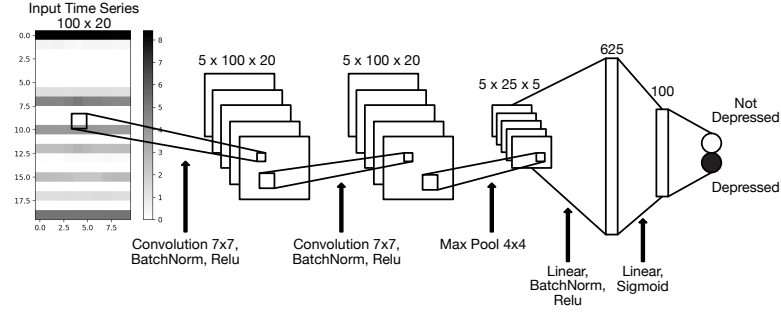 Input Time Series
100 x 20
0.0
2.5
5.0
7.5
10.0
12.5
15.0
17.5
0.0 2.5 5.0 7.5
8
7
6
5
4
3
2
1
0
5 x 100 x 20
5 x 100 x 20
5 x 25 x 5
625
100
Not
Depressed
Depressed
Convolution 7x7,
BatchNorm, Relu
Convolution 7x7,
BatchNorm, Relu
Max Pool 4x4
Linear,
BatchNorm,
Relu
Linear,
Sigmoid